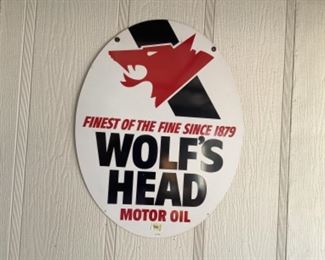 FINEST OF THE FINE SINCE 1879
WOLF'S
HEAD
MOTOR OIL